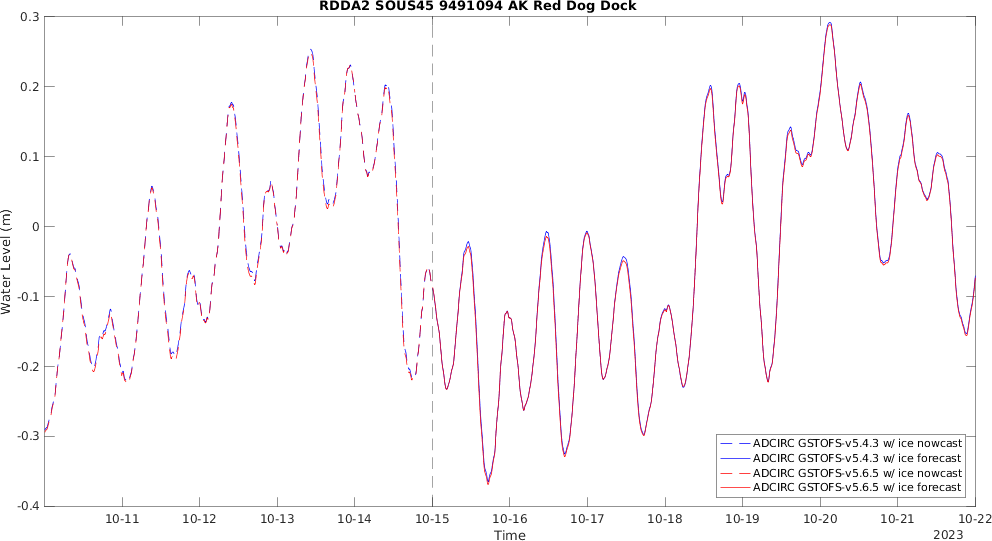 RDDA2 SOUS45 9491094 AK Red Dog Dock
0.3
0.2
0.1
0
-0.1
-0.2
-0.3
-0.4
Water Level (m)
ADCIRC GSTOFS-v5.4.3 w/ ice nowcast
ADCIRC GSTOFS-v5.4.3 w/ ice forecast
ADCIRC GSTOFS-v5.6.5 w/ ice nowcast
ADCIRC GSTOFS-v5.6.5 w/ ice forecast
10-11 10-12 10-13 10-14 10-15 10-16 10-17 10-18 10-19 10-20 10-21 10-22
Time
2023